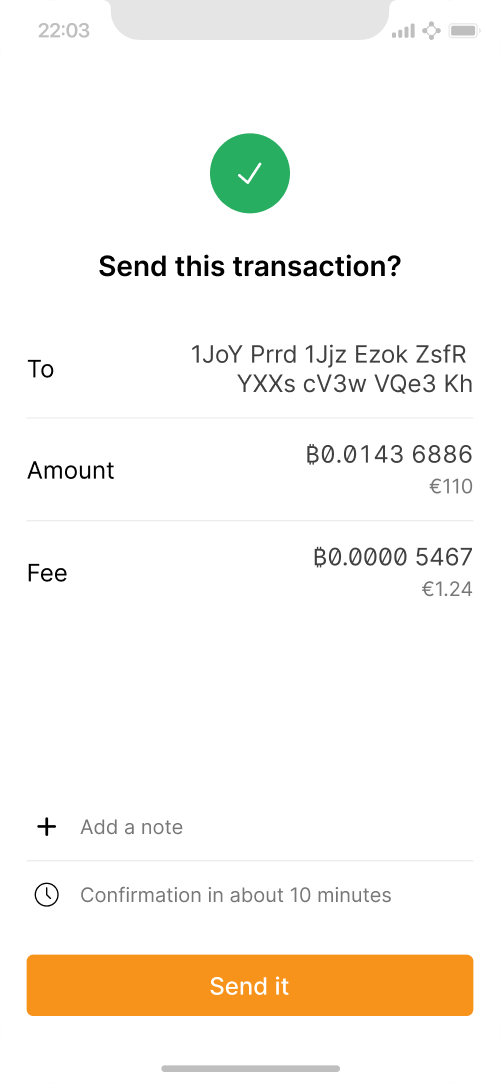 22:03
Send this transaction?
To
1JoY Prrd 1Jjz Ezok ZsfR
YXXs cV3w VQe3 Kh
Amount
₿0.0143 6886
€110
Fee
₿0.0000 5467
€1.24
Add a note
Confirmation in about 10 minutes
Send it